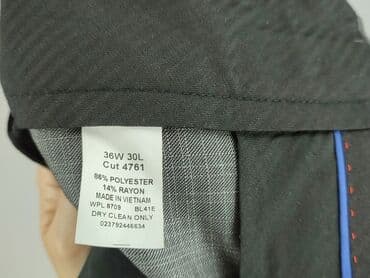 36W 30L
Cut 4761
86% POLYESTER
14% RAYON
MADE IN VIETNAM
WPL 8709 BL41E
DRY CLEAN ONLY
023792446634